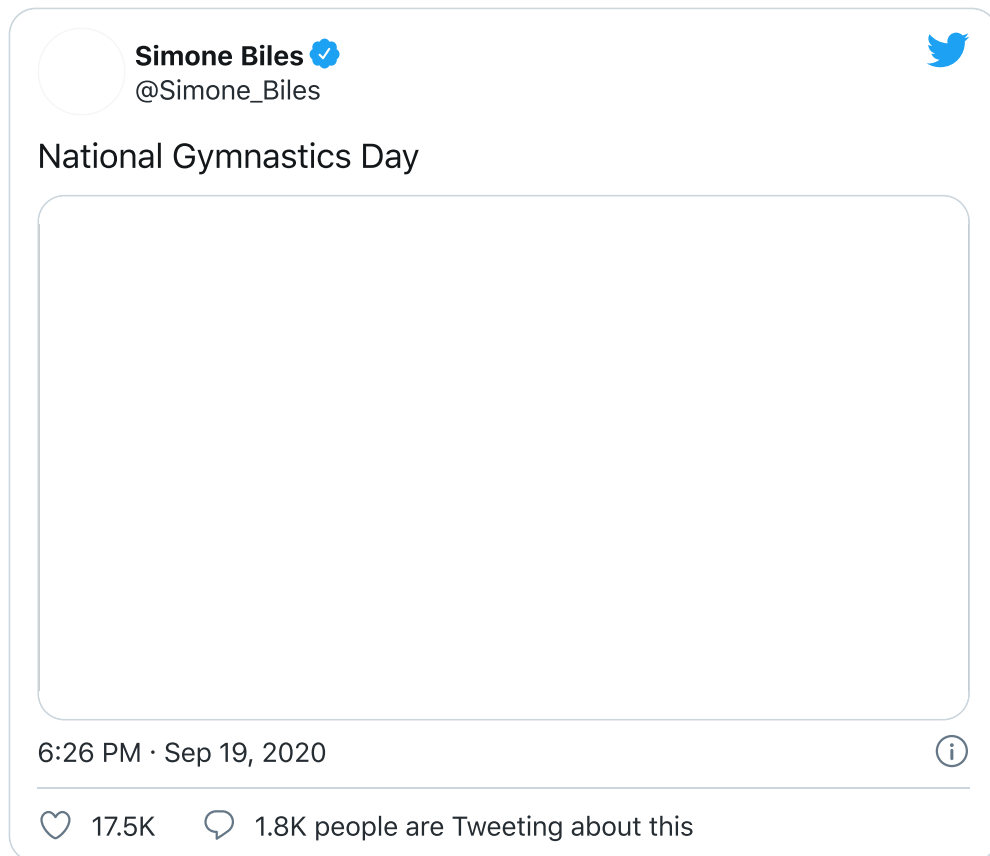 Simone Biles
@Simone_Biles
National Gymnastics Day
6:26 PM · Sep 19, 2020
17.5K 1.8K people are Tweeting about this